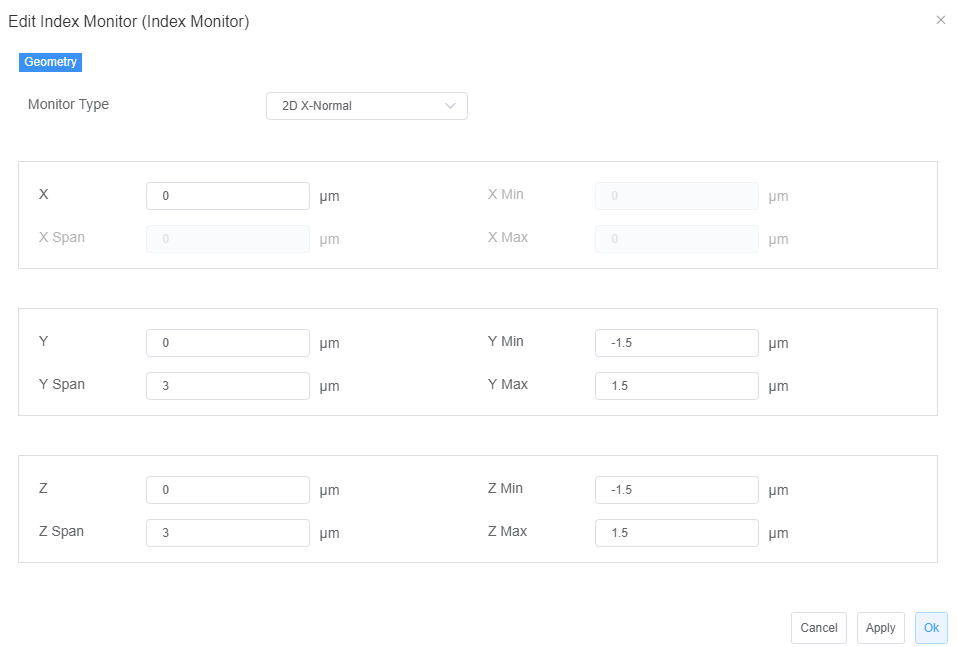 Edit Index Monitor (Index Monitor)
Geometry
Monitor Type 2D X-Normal
X 0 μm X Min 0 μm
X Span 0 μm X Max 0 μm
Y 0 μm Y Min -1.5 μm
Y Span 3 μm Y Max 1.5 μm
Z 0 μm Z Min -1.5 μm
Z Span 3 μm Z Max 1.5 μm
Cancel Apply Ok